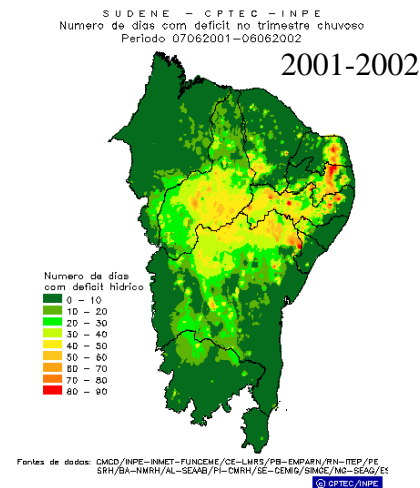 SUDENE - CPTEC - INPE
Numero de dias com deficit no trimestre chuvoso
Periodo 07062001-06062002
2001-2002
Numero de dias
com deficit hidrico
0 - 10
10 - 20
20 - 30
30 - 40
40 - 50
50 - 60
60 - 70
70 - 80
80 - 90
Fontes de dados: CMCD/INPE-INMET-FUNCEME/CE-LMRS/PB-EMPARN/RN-ITEP/PE
SRH/BA-NMRH/AL-SEAAB/PI-CMRH/SE-CEMIG/SIMGE/MG-SEAG/ES
© CPTEC/INPE